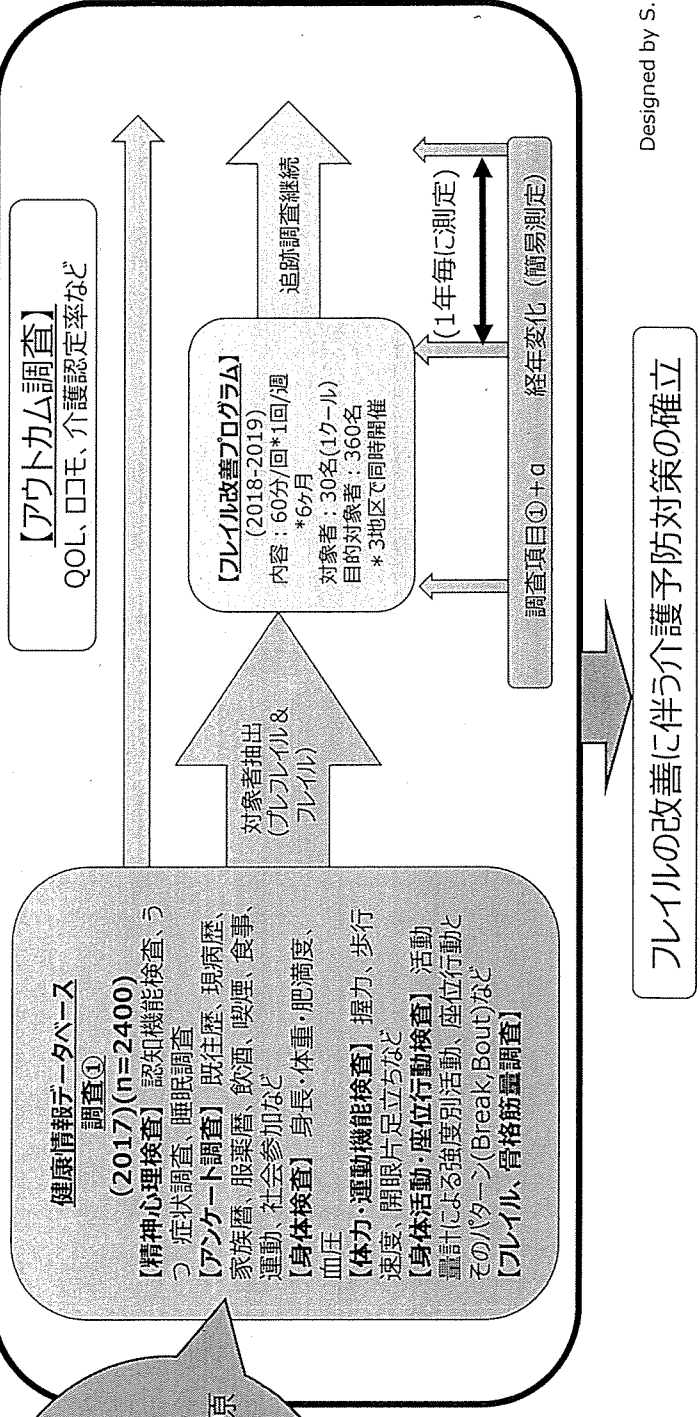 原
健康情報データベース
調査①
(2017)(n=2400)
【精神心理検査】 認知機能検査、う
つ 症状調査、睡眠調査
【アンケート調査】 既往歴、現病歴、
家族暦、服薬暦、飲酒、喫煙、食事、
運動、社会参加など
【身体検査】 身長・体重・肥満度、
血圧
【体力・運動機能検査】 握力、歩行
速度、開眼片足立ちなど
【身体活動・座位行動検査】 活動
量計による強度別活動、座位行動と
そのパターン(Break,Bout)など
【フレイル、骨格筋量調査】
対象者抽出
(プレフレイル&
フレイル)
【アウトカム調査】
QOL、ロコモ、介護認定率など
【フレイル改善プログラム】
(2018-2019)
内容：60分/回*1回/週
*6ヶ月
対象者：30名(1クール)
目的対象者：360名
*3地区で同時開催
追跡調査継続
(1年毎に測定)
調査項目①+α 経年変化（簡易測定）
フレイルの改善に伴う介護予防対策の確立
Designed by S.